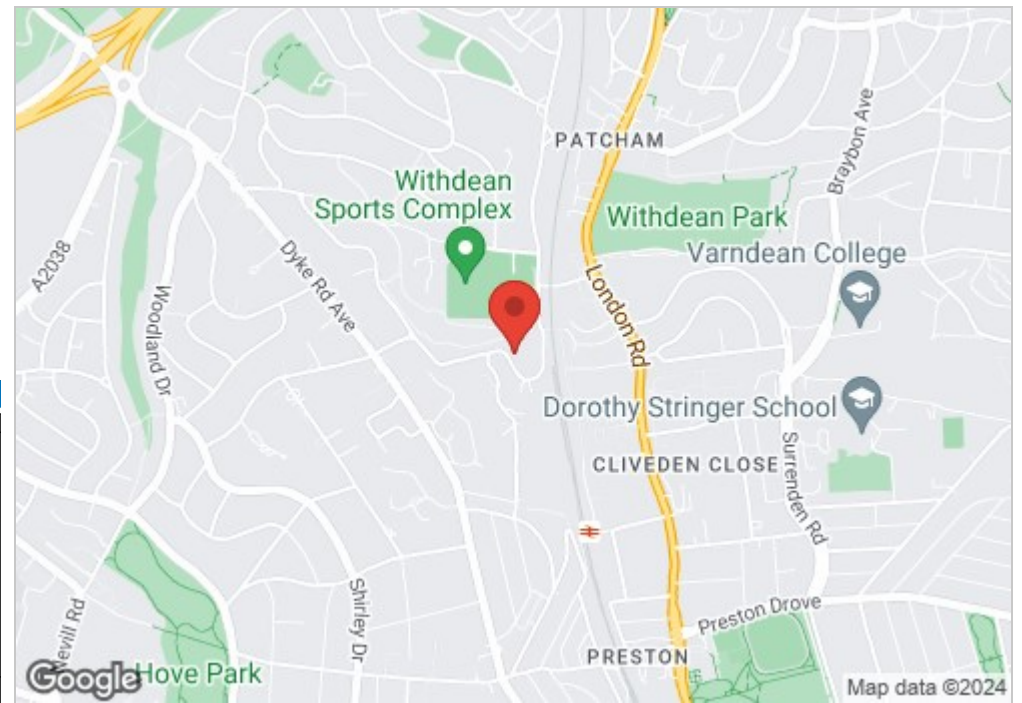 PATCHAM
Braybon Ave
Withdean
Sports Complex
Withdean Park
Varndean College
A2038
Dyke Rd Ave
Woodland Dr
London Rd
Dorothy Stringer School
CLIVEDEN CLOSE
Surrenden Rd
Shirley Dr
Nevill Rd
Preston Drove
PRESTON
Hove Park
Google
Map data ©2024